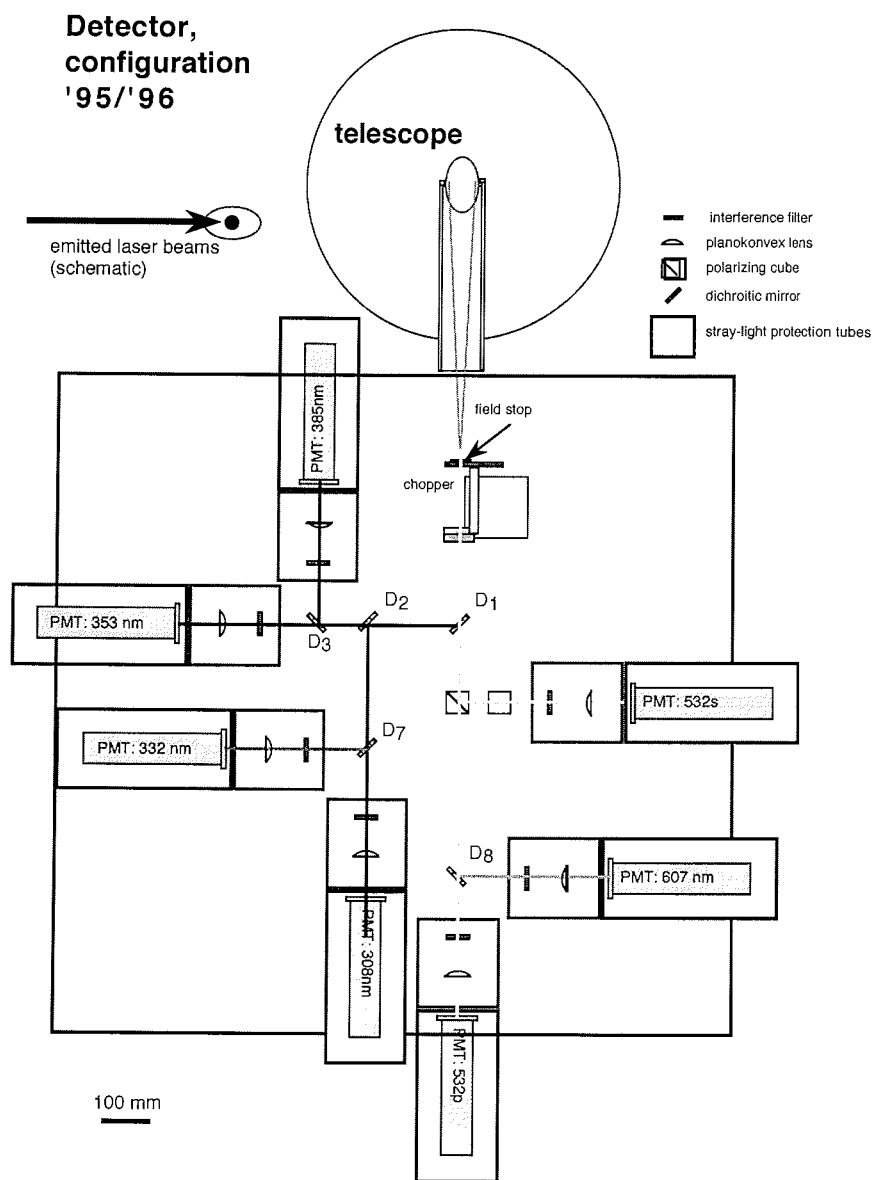 Detector,
configuration
'95/'96
telescope
emitted laser beams
(schematic)
interference filter
planokonvex lens
polarizing cube
dichroitic mirror
stray-light protection tubes
PMT: 385nm
field stop
chopper
PMT: 353 nm
D3
D2
D1
PMT: 532s
PMT: 332 nm
D7
D8
PMT: 607 nm
PMT: 308nm
PMT: 532p
100 mm